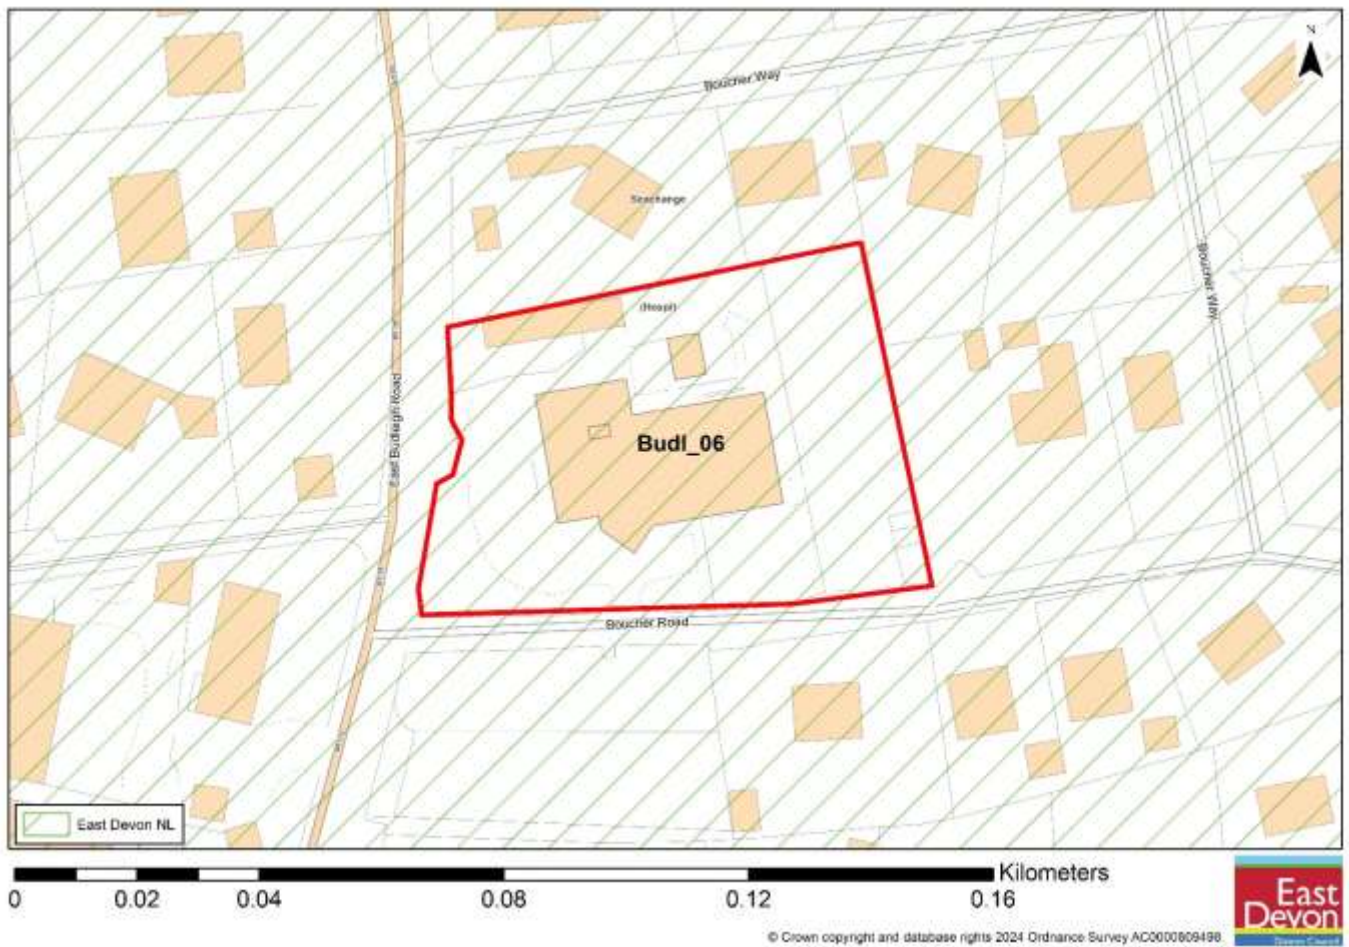 N
Boucher Way
Seachange
(Hospl)
Boucher Way
East Budleigh Road
Budl_06
Boucher Road
East Devon NL
Kilometers
0 0.02 0.04 0.08 0.12 0.16
East
Devon
© Crown copyright and database rights 2024 Ordnance Survey AC0000809498